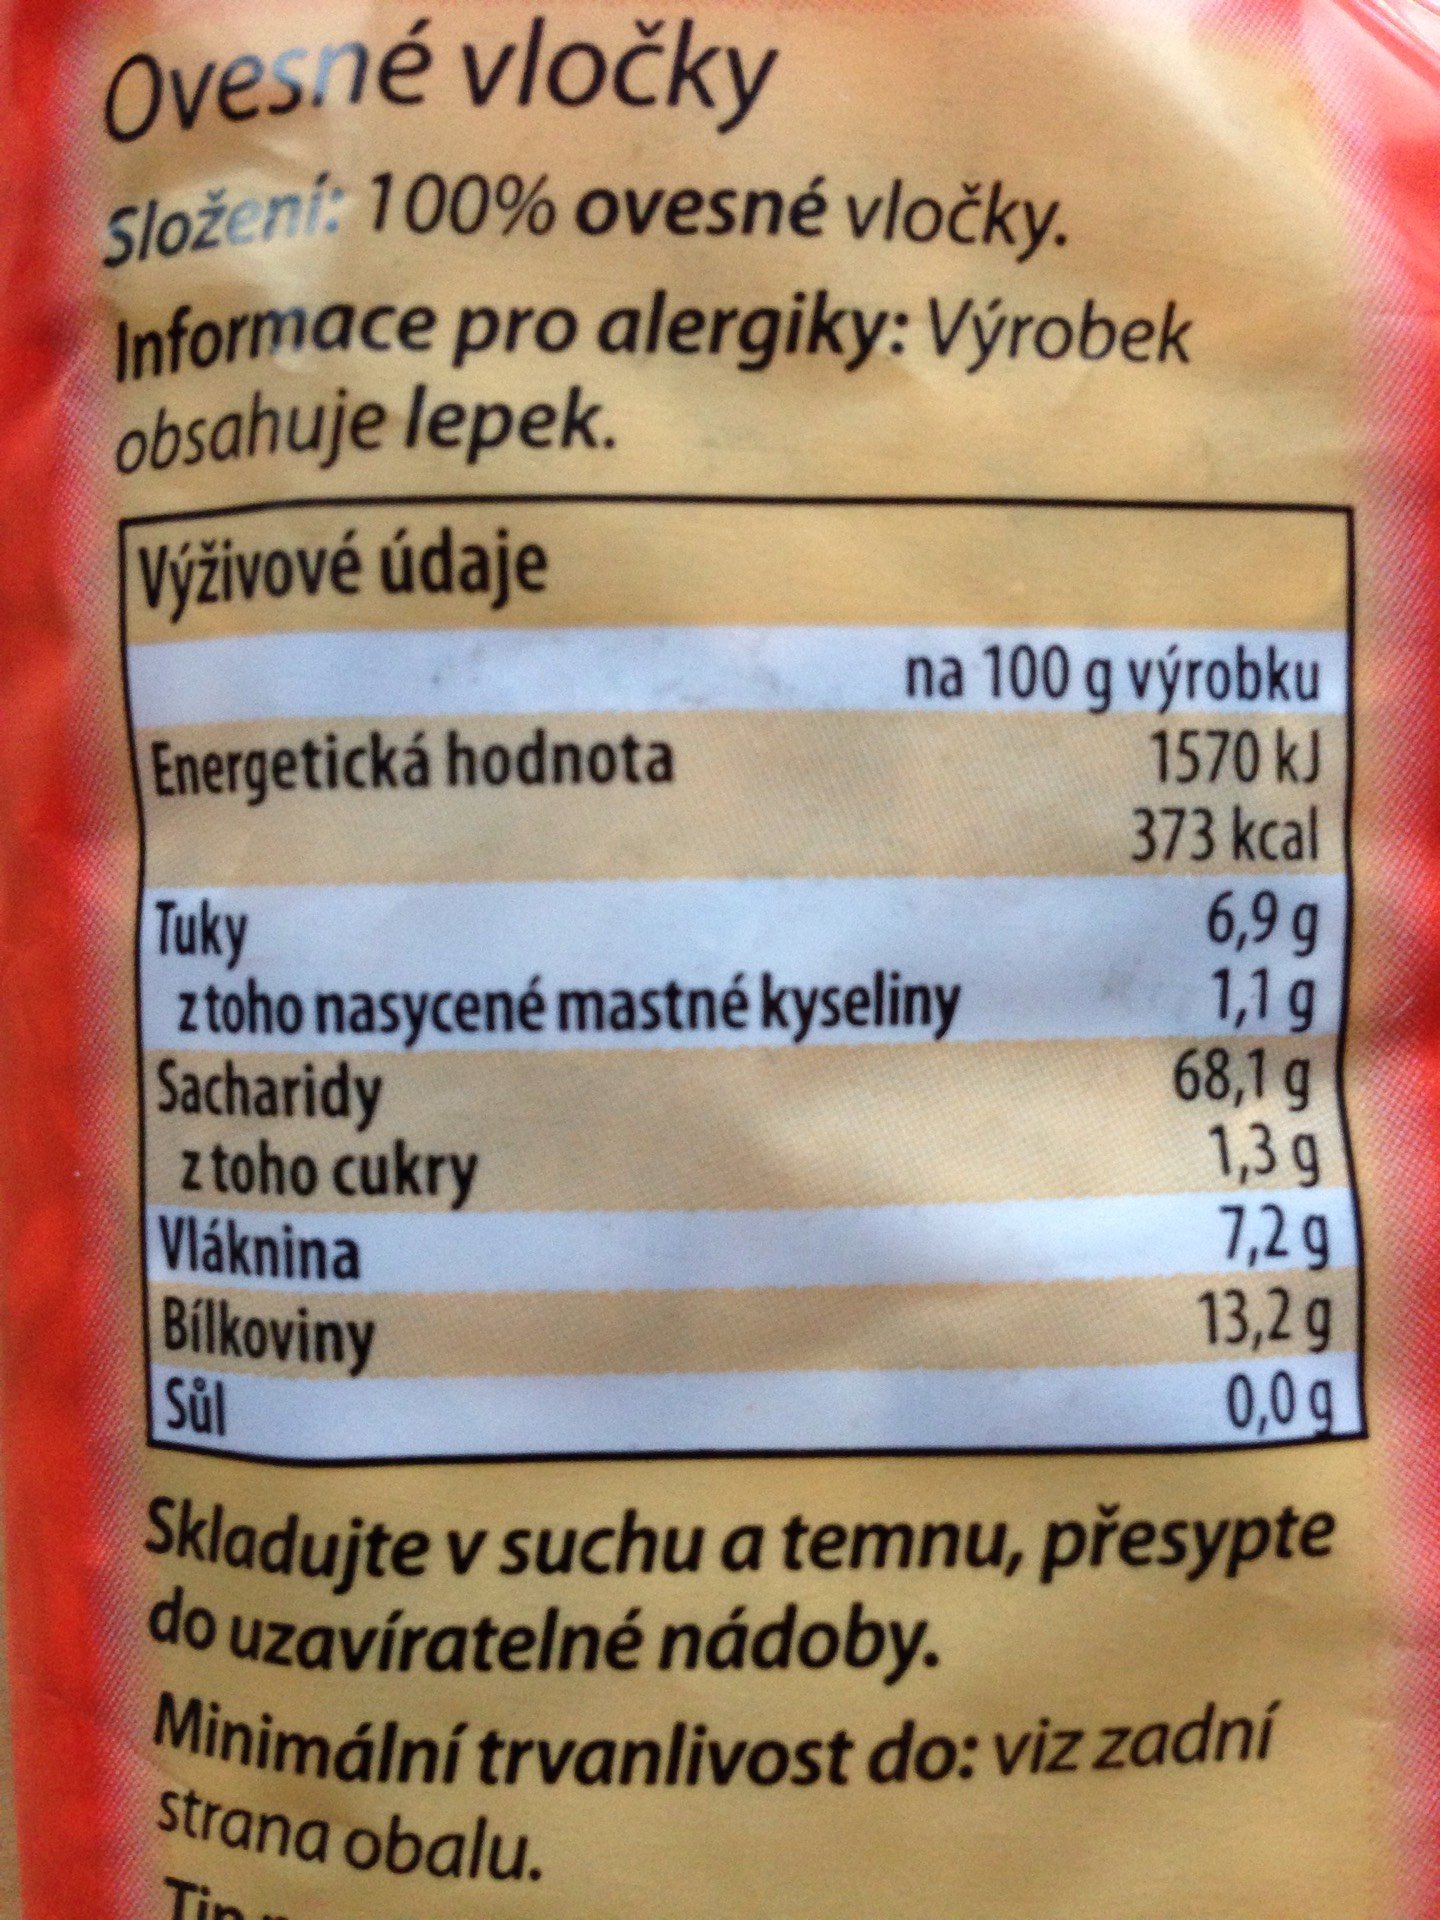 Ovesné vločky
Složení: 100% ovesné vločky.
Informace pro alergiky: Výrobek
obsahuje lepek.
Výživové údaje
na 100 g výrobku
Energetická hodnota 1570 kJ
373 kcal
Tuky 6,9 g
z toho nasycené mastné kyseliny 1,1 g
Sacharidy 68,1 g
z toho cukry 1,3 g
Vláknina 7,2 g
Bílkoviny 13,2 g
Sůl 0,0 g
Skladujte v suchu a temnu, přesypte
do uzavíratelné nádoby.
Minimální trvanlivost do: viz zadní
strana obalu.